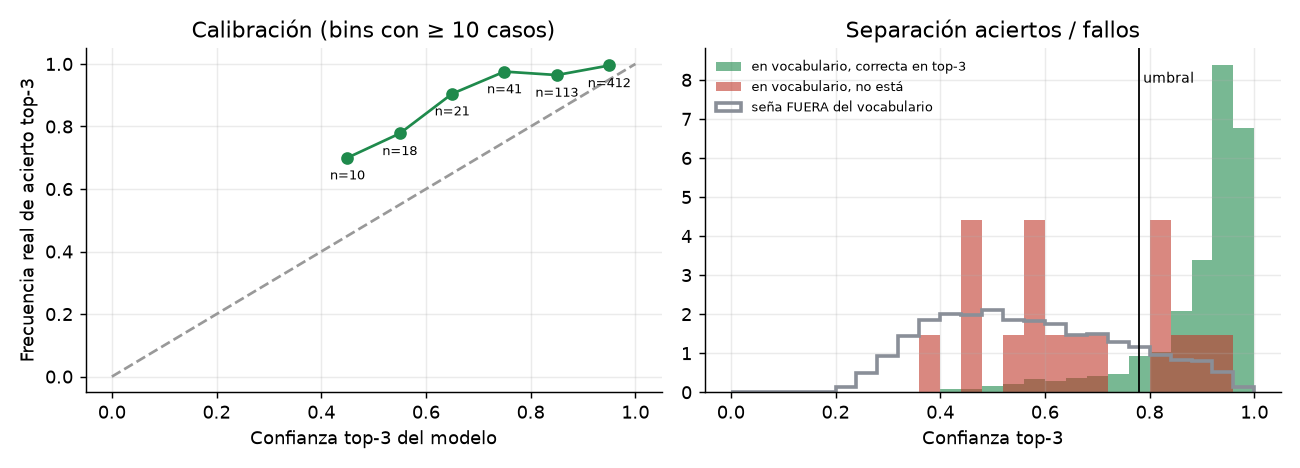 Calibración (bins con ≥ 10 casos)
Frecuencia real de acierto top-3
1.0
0.8
0.6
0.4
0.2
0.0
n=10
n=18
n=21
n=41
n=113
n=412
0.0
0.2
0.4
0.6
0.8
1.0
Confianza top-3 del modelo
Separación aciertos / fallos
en vocabulario, correcta en top-3
en vocabulario, no está
seña FUERA del vocabulario
umbral
8
7
6
5
4
3
2
1
0
0.0
0.2
0.4
0.6
0.8
1.0
Confianza top-3